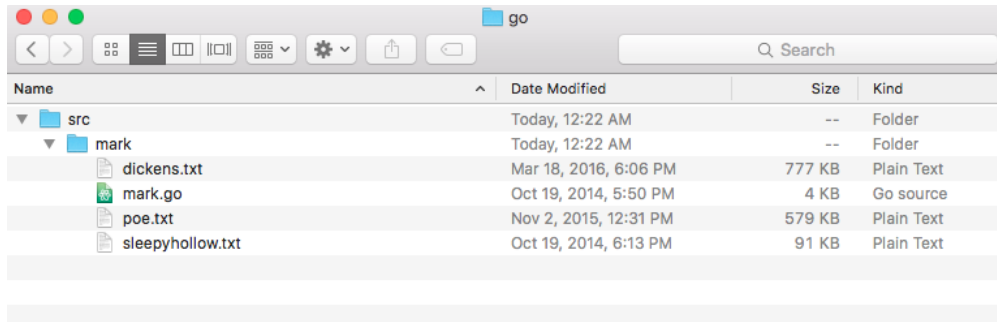 go
Search
Name Date Modified Size Kind
src Today, 12:22 AM -- Folder
mark Today, 12:22 AM -- Folder
dickens.txt Mar 18, 2016, 6:06 PM 777 KB Plain Text
mark.go Oct 19, 2014, 5:50 PM 4 KB Go source
poe.txt Nov 2, 2015, 12:31 PM 579 KB Plain Text
sleepyhollow.txt Oct 19, 2014, 6:13 PM 91 KB Plain Text